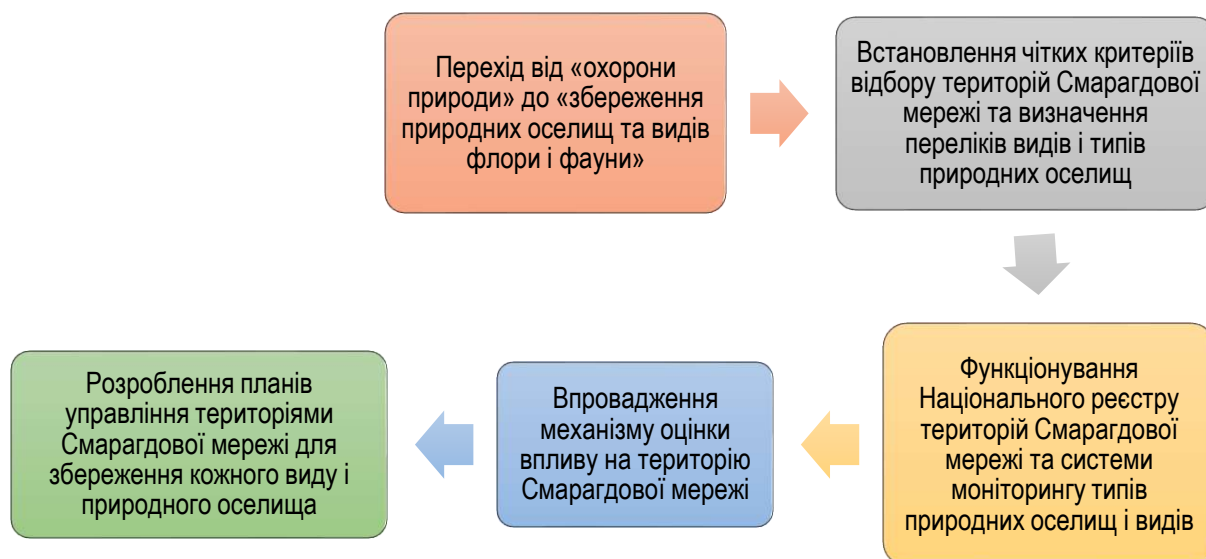 Перехід від «охорони
природи» до «збереження
природних оселищ та видів
флори і фауни»
Встановлення чітких критеріїв
відбору територій Смарагдової
мережі та визначення
переліків видів і типів
природних оселищ
Функціонування
Національного реєстру
територій Смарагдової
мережі та системи
моніторингу типів
природних оселищ і видів
Впровадження
механізму оцінки
впливу на територію
Смарагдової мережі
Розроблення планів
управління територіями
Смарагдової мережі для
збереження кожного виду і
природного оселища